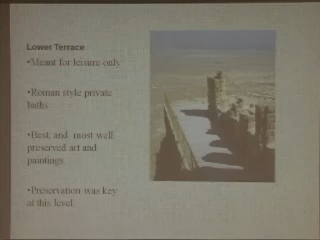 Lower Terrace
•Meant for leisure only
•Roman style private
baths
•Best, and most well
preserved art and
paintings.
•Preservation was key
at this level.